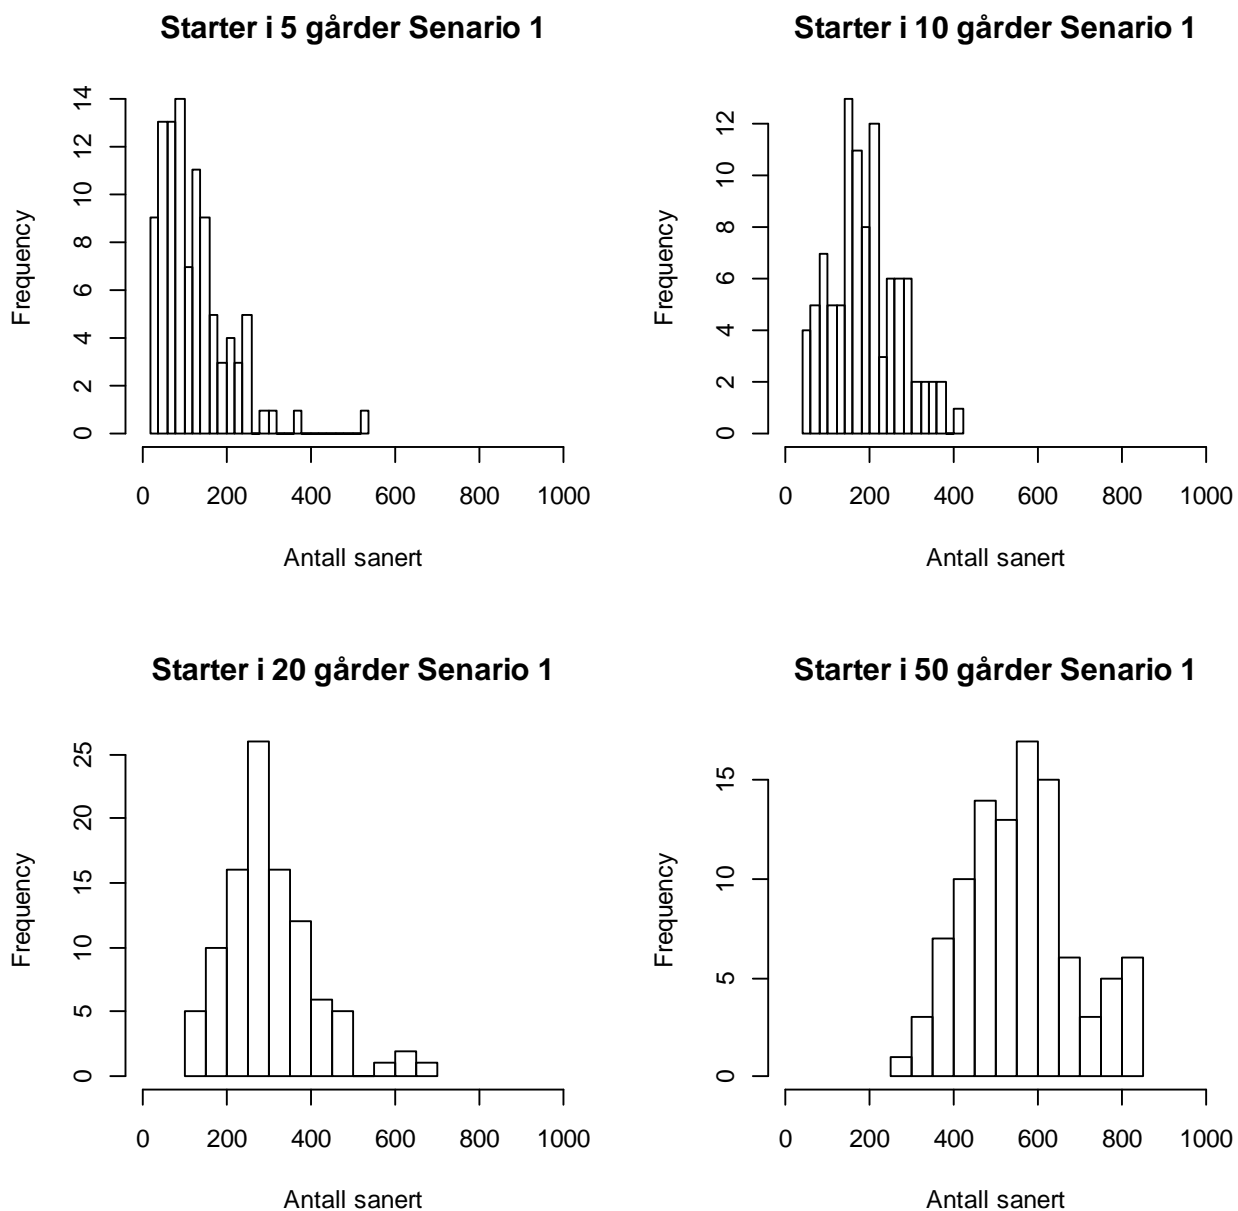 Starter i 5 gårder Senario 1
Frequency
14
12
10
8
6
4
2
0
0 200 400 600 800 1000
Antall sanert
Starter i 10 gårder Senario 1
Frequency
12
10
8
6
4
2
0
0 200 400 600 800 1000
Antall sanert
Starter i 20 gårder Senario 1
Frequency
25
20
15
10
5
0
0 200 400 600 800 1000
Antall sanert
Starter i 50 gårder Senario 1
Frequency
15
10
5
0
0 200 400 600 800 1000
Antall sanert